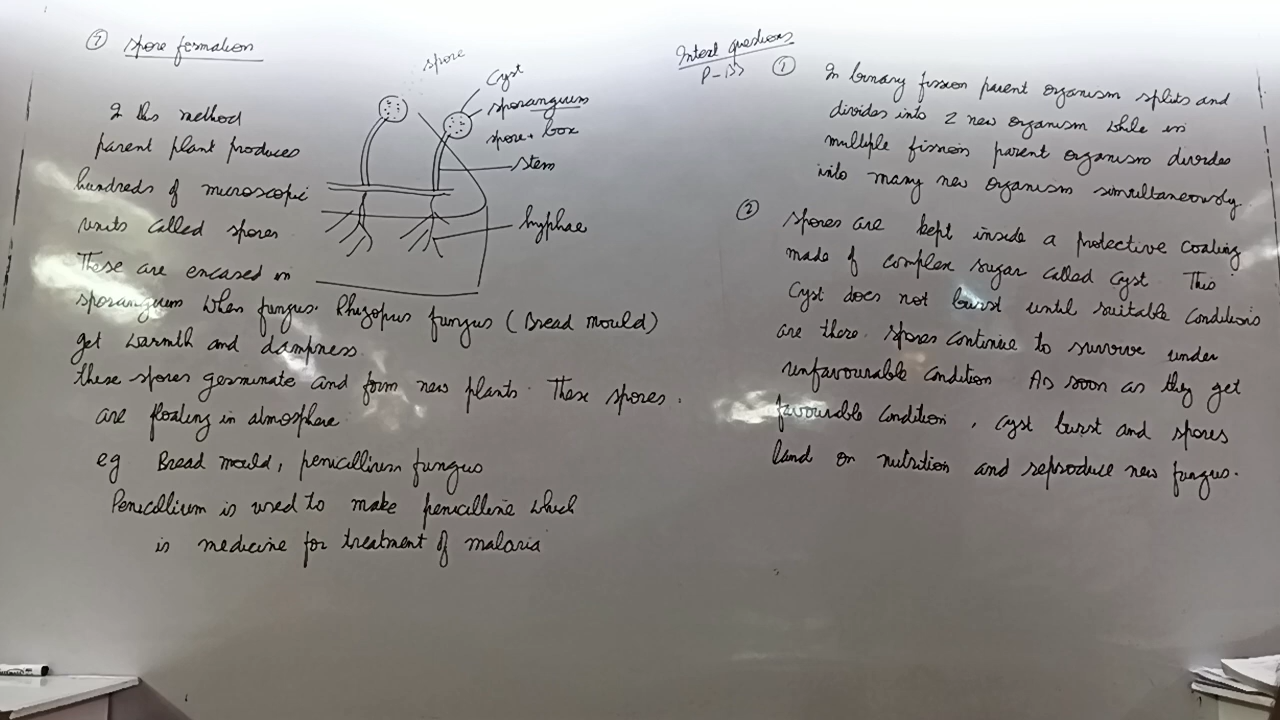 ⑦ spore formation
spore
Cyst
sporangium
spore + box
stem
hyphae
In this method
parent plant produces
hundreds of microscopic
units called spores
These are encased in
sporangium when fungus. Rhizopus fungus (Bread mould)
get warmth and dampness.
these spores germinate and form new plants. These spores.
are floating in atmosphere.
eg Bread mould, penicillium fungus
Penicillium is used to make penicilline which
is medicine for treatment of malaria
Intext questions
① In binary fission parent organism splits and
divides into 2 new organism while in
multiple fission parent organism divides
into many new organism simultaneously.
② spores are kept inside a protective coating
made of complex sugar called cyst. This
Cyst does not burst until suitable conditions
are there. spores continue to survive under
unfavourable condition. As soon as they get
favourable condition, cyst burst and spores
land on nutrition and reproduce new fungus.